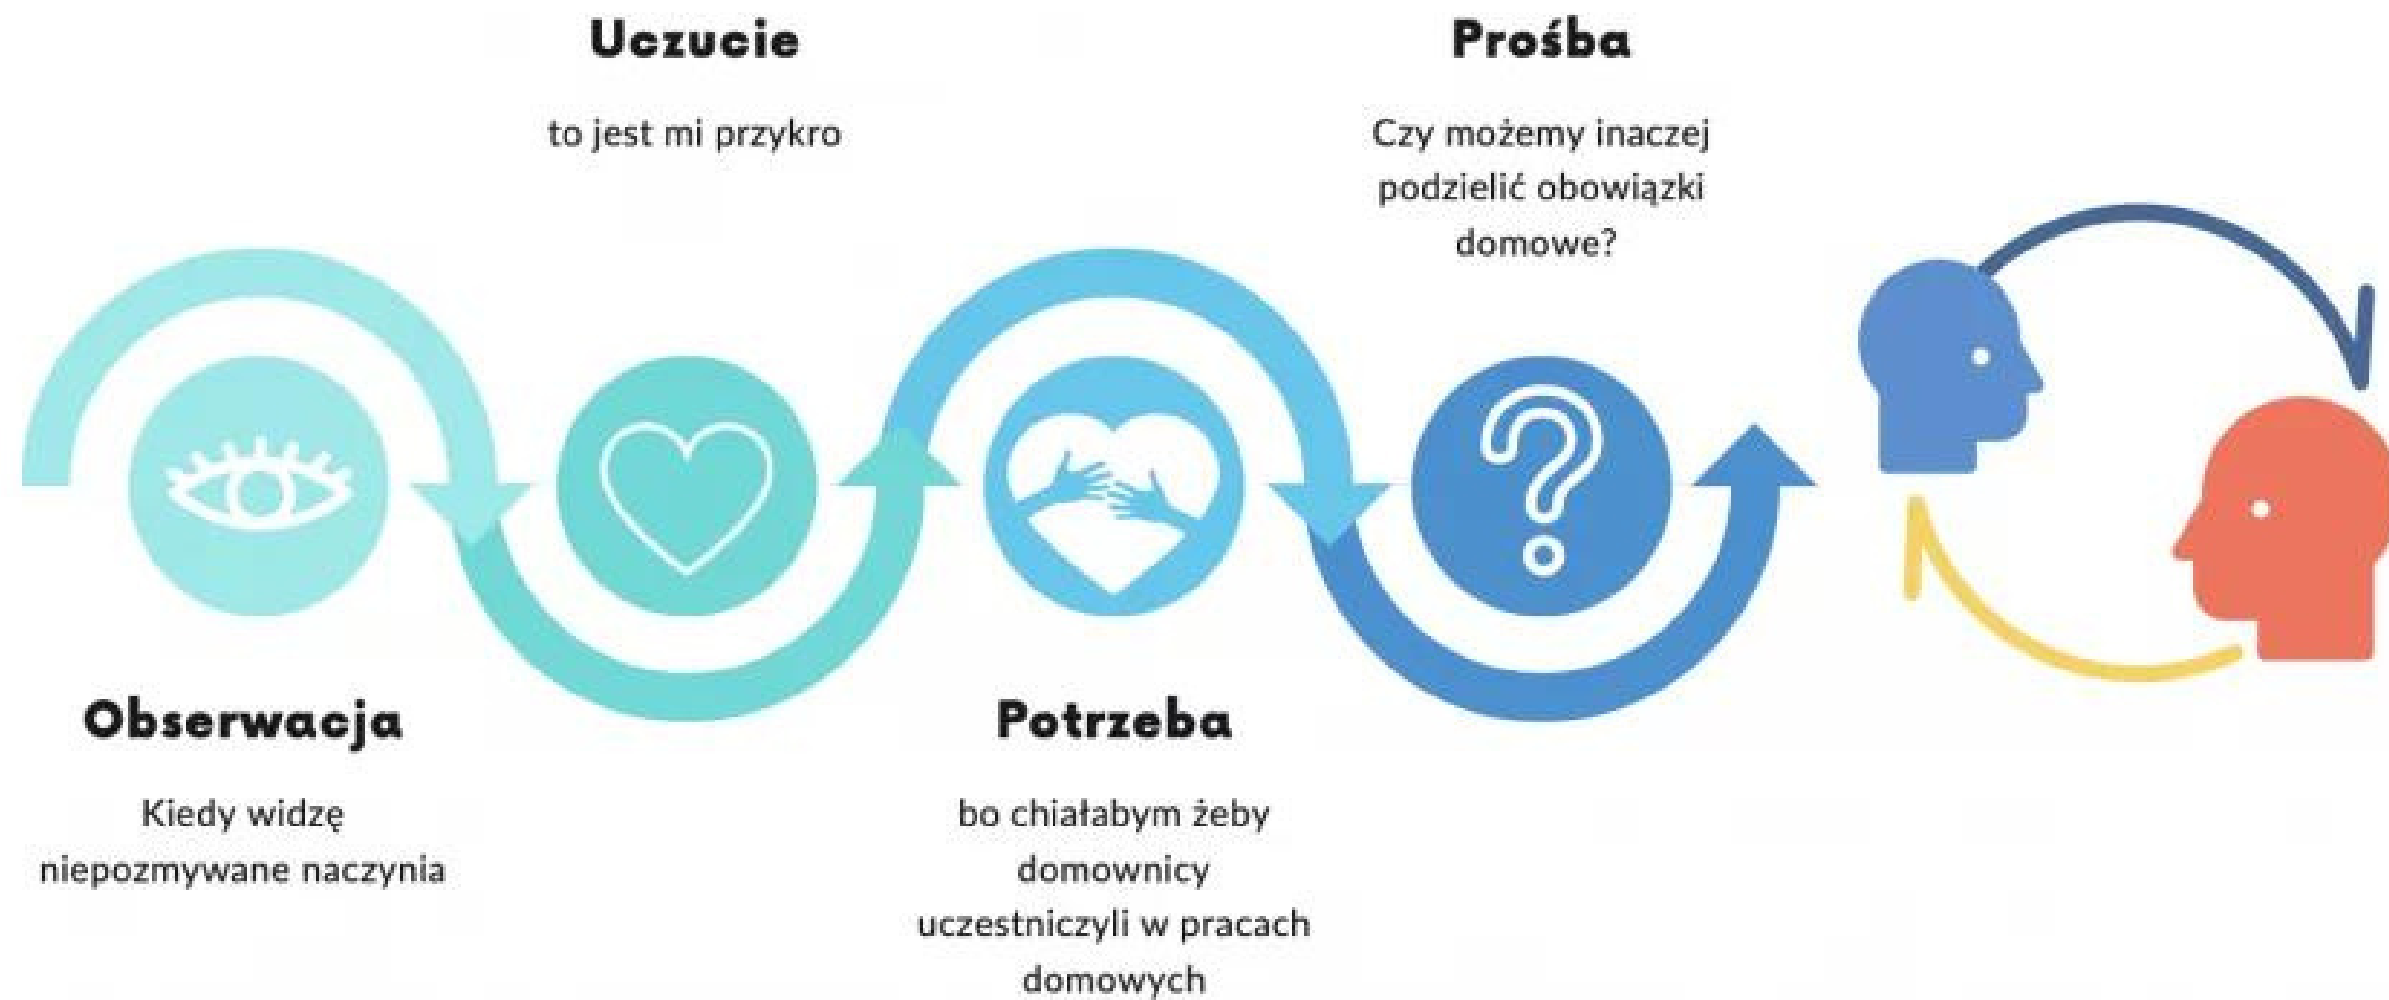 Obserwacja
Kiedy widzę
niepozmywane naczynia
Uczucie
to jest mi przykro
Potrzeba
bo chiałabym żeby
domownicy
uczestniczyli w pracach
domowych
Prośba
Czy możemy inaczej
podzielić obowiązki
domowe?